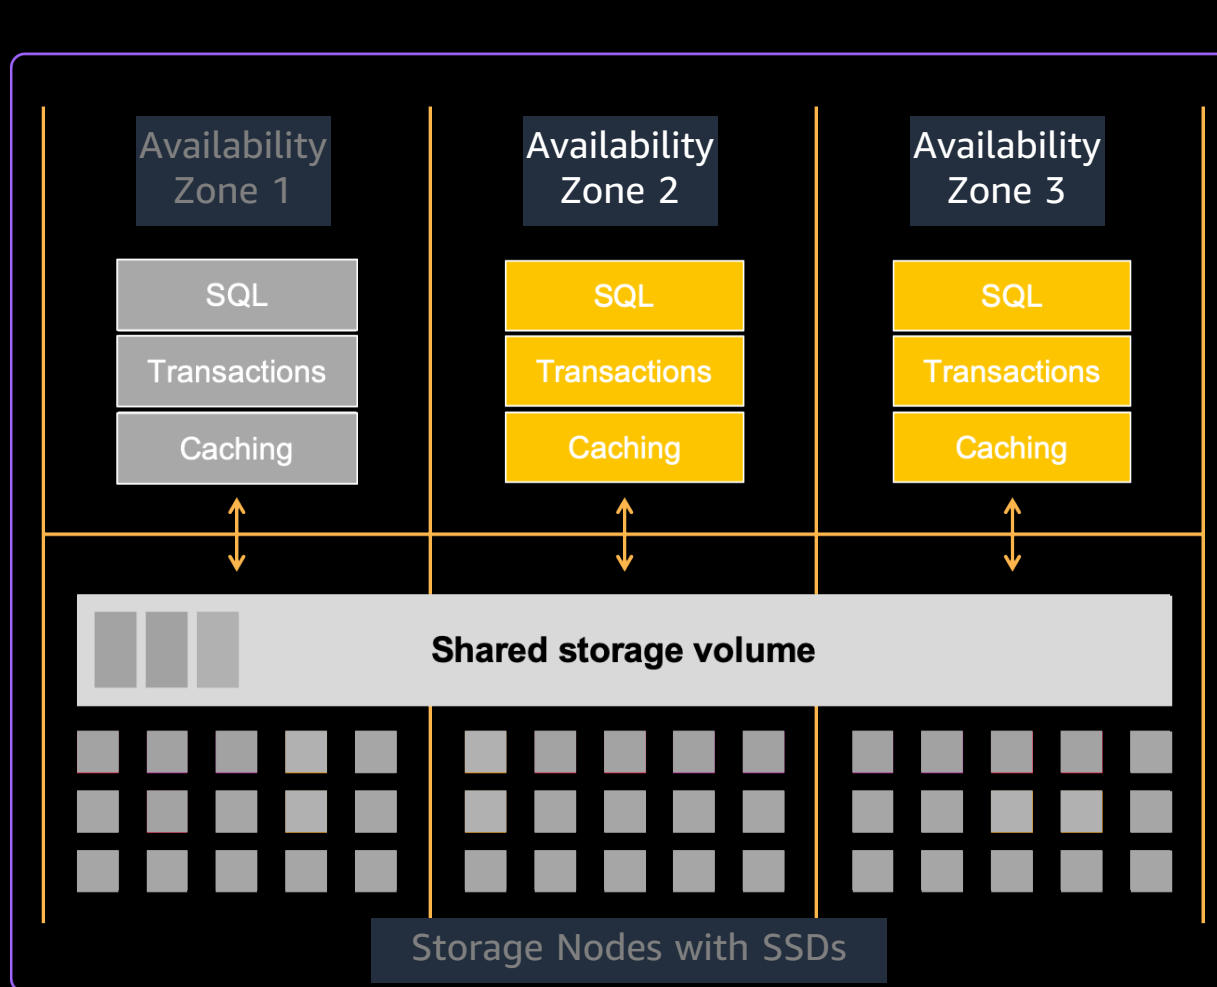 Availability
Zone 1
Availability
Zone 2
Availability
Zone 3
SQL
SQL
SQL
Transactions
Transactions
Transactions
Caching
Caching
Caching
Shared storage volume
Storage Nodes with SSDs